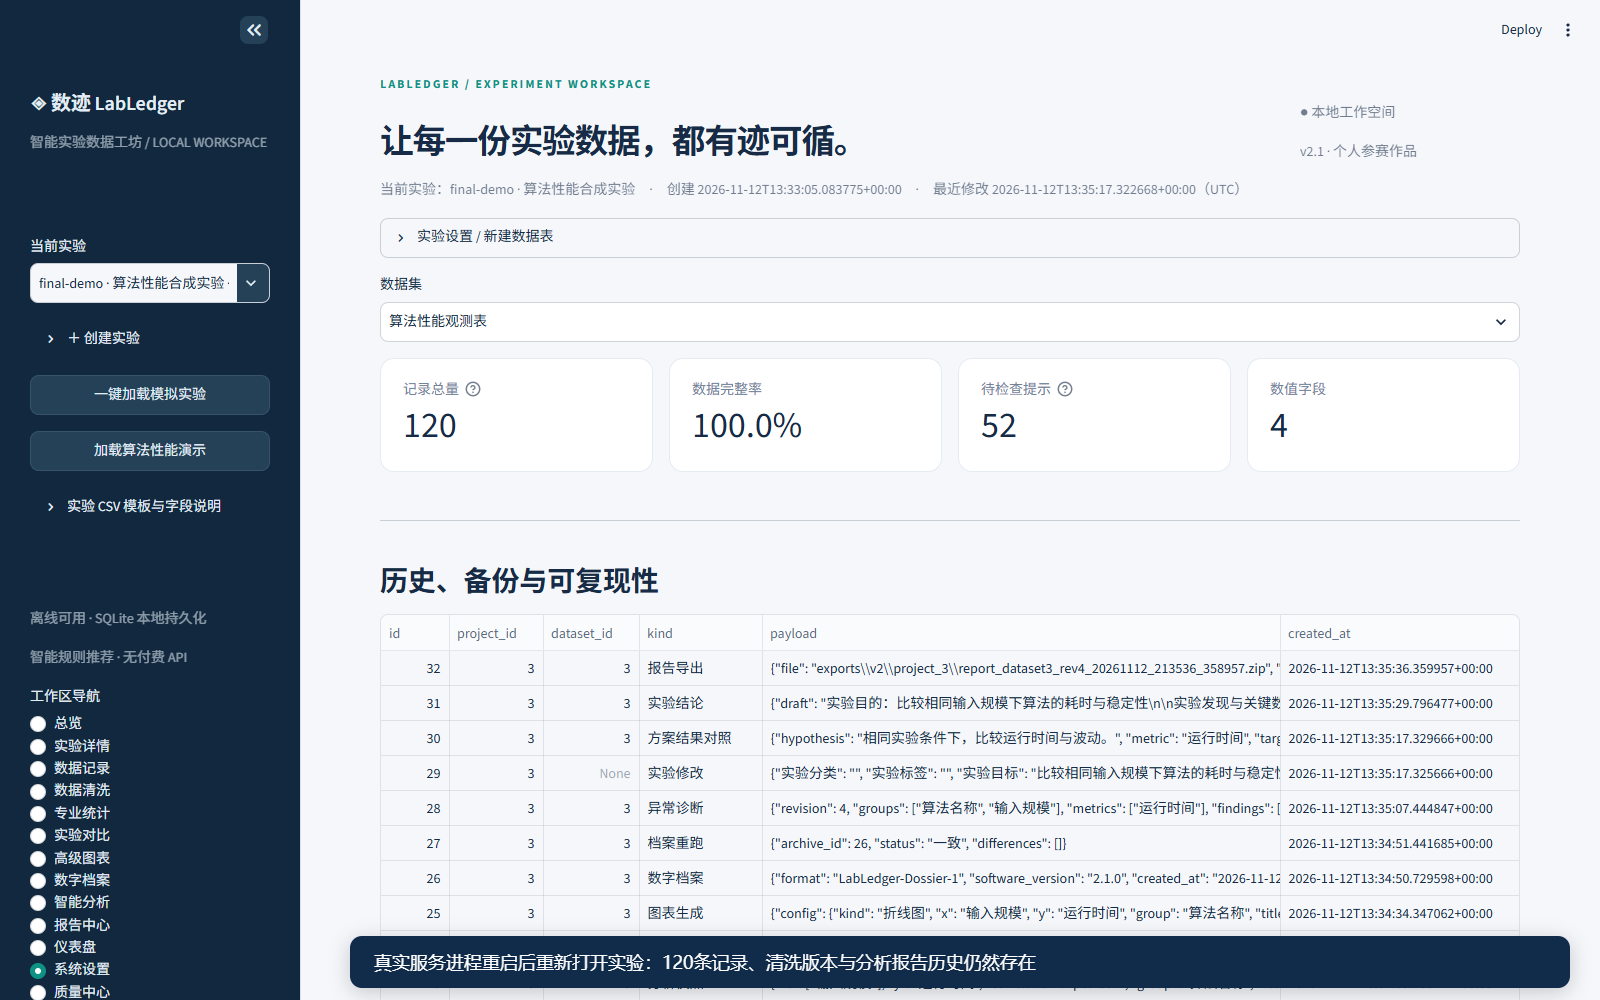 Deploy
数迹 LabLedger
智能实验数据工坊 / LOCAL WORKSPACE
当前实验
final-demo · 算法性能合成实验 ·
＋ 创建实验
一键加载模拟实验
加载算法性能演示
实验 CSV 模板与字段说明
离线可用 · SQLite 本地持久化
智能规则推荐 · 无付费 API
工作区导航
总览
实验详情
数据记录
数据清洗
专业统计
实验对比
高级图表
数字档案
智能分析
报告中心
仪表盘
系统设置
质量中心
LABLEDGER / EXPERIMENT WORKSPACE
让每一份实验数据，都有迹可循。
● 本地工作空间
v2.1 · 个人参赛作品
当前实验：final-demo · 算法性能合成实验 · 创建 2026-11-12T13:33:05.083775+00:00 · 最近修改 2026-11-12T13:35:17.322668+00:00（UTC）
实验设置 / 新建数据表
数据集
算法性能观测表
记录总量 数据完整率 待检查提示 数值字段
120 100.0% 52 4
历史、备份与可复现性
id project_id dataset_id kind payload created_at
32 3 3 报告导出 {"file": "exports\\v2\\project_3\\report_dataset3_rev4_20261112_213536_358957.zip", " 2026-11-12T13:35:36.359957+00:00
31 3 3 实验结论 {"draft": "实验目的：比较相同输入规模下算法的耗时与稳定性\n\n实验发现与关键数 2026-11-12T13:35:29.796477+00:00
30 3 3 方案结果对照 {"hypothesis": "相同实验条件下，比较运行时间与波动。", "metric": "运行时间", "targ 2026-11-12T13:35:17.329666+00:00
29 3 None 实验修改 {"实验分类": "", "实验标签": "", "实验目标": "比较相同输入规模下算法的耗时与稳定性 2026-11-12T13:35:17.325666+00:00
28 3 3 异常诊断 {"revision": 4, "groups": ["算法名称", "输入规模"], "metrics": ["运行时间"], "findings": [ 2026-11-12T13:35:07.444847+00:00
27 3 3 档案重跑 {"archive_id": 26, "status": "一致", "differences": []} 2026-11-12T13:34:51.441685+00:00
26 3 3 数字档案 {"format": "LabLedger-Dossier-1", "software_version": "2.1.0", "created_at": "2026-11-12 2026-11-12T13:34:50.729598+00:00
25 3 3 图表生成 {"config": {"kind": "折线图", "x": "输入规模", "y": "运行时间", "group": "算法名称", "title 2026-11-12T13:34:34.347062+00:00
真实服务进程重启后重新打开实验：120条记录、清洗版本与分析报告历史仍然存在